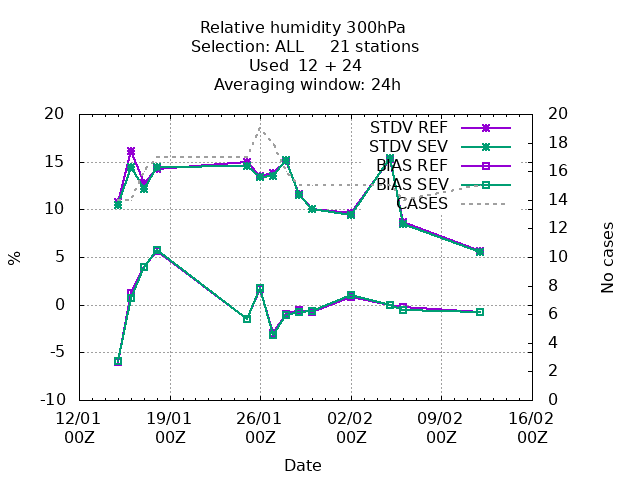 Relative humidity 300hPa
Selection: ALL     21 stations
Used  12 + 24
Averaging window: 24h
20 20
STDV REF
18
STDV SEV
15 16
BIAS REF
BIAS SEV
14
CASES
10
12
%
No cases
5 10
8
0
6
4
-5
2
-10 0
12/01 19/01 26/01 02/02 09/02 16/02
00Z 00Z 00Z 00Z 00Z 00Z
Date